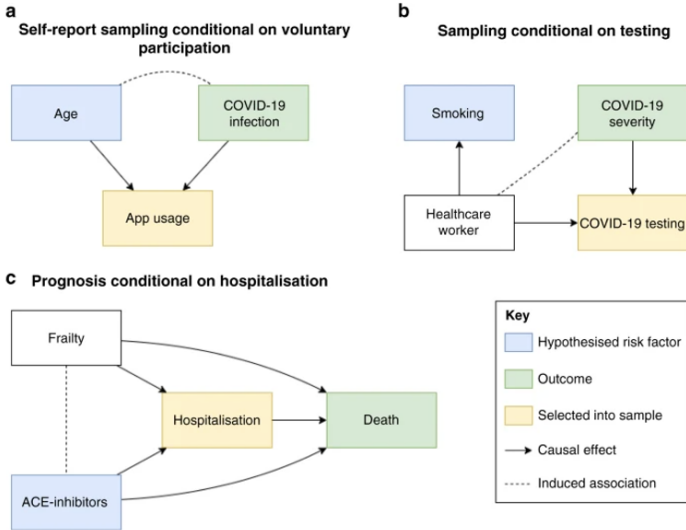 a
Self-report sampling conditional on voluntary
participation
Age
COVID-19
infection
App usage
b
Sampling conditional on testing
Smoking
COVID-19
severity
Healthcare
worker
COVID-19 testing
c Prognosis conditional on hospitalisation
Frailty
Hospitalisation
Death
ACE-inhibitors
Key
Hypothesised risk factor
Outcome
Selected into sample
Causal effect
Induced association